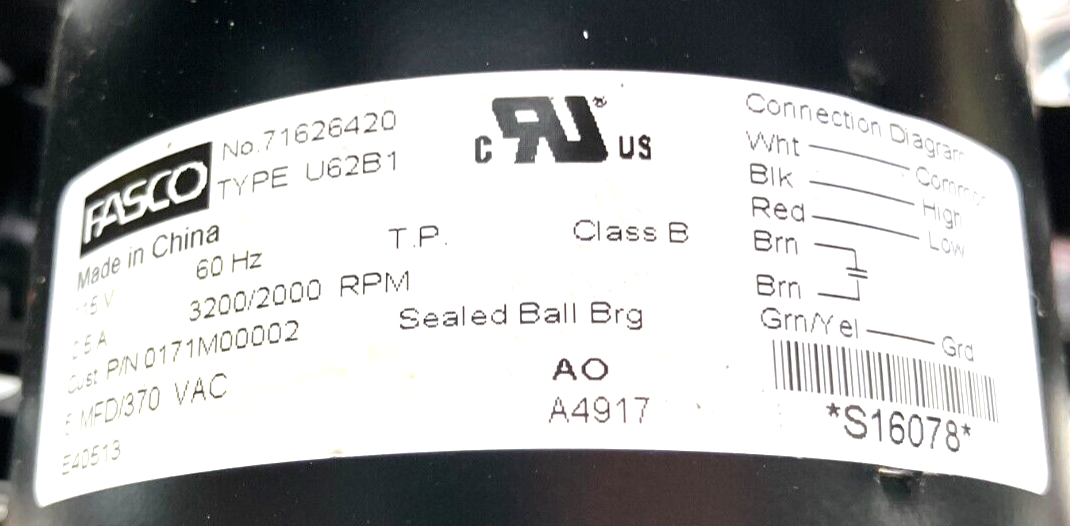 FASCO
No.71626420
TYPE U62B1
Made in China
60 Hz
T.P.
Class B
3200/2000 RPM
Sealed Ball Brg
Cust P/N 0171M00002
MFD/370 VAC
E40513
AO
A4917
C RU® US
Connection Diagram
Wht Common
Blk High
Red Low
Brn
Brn
Grn/Yel Grd
*S16078*